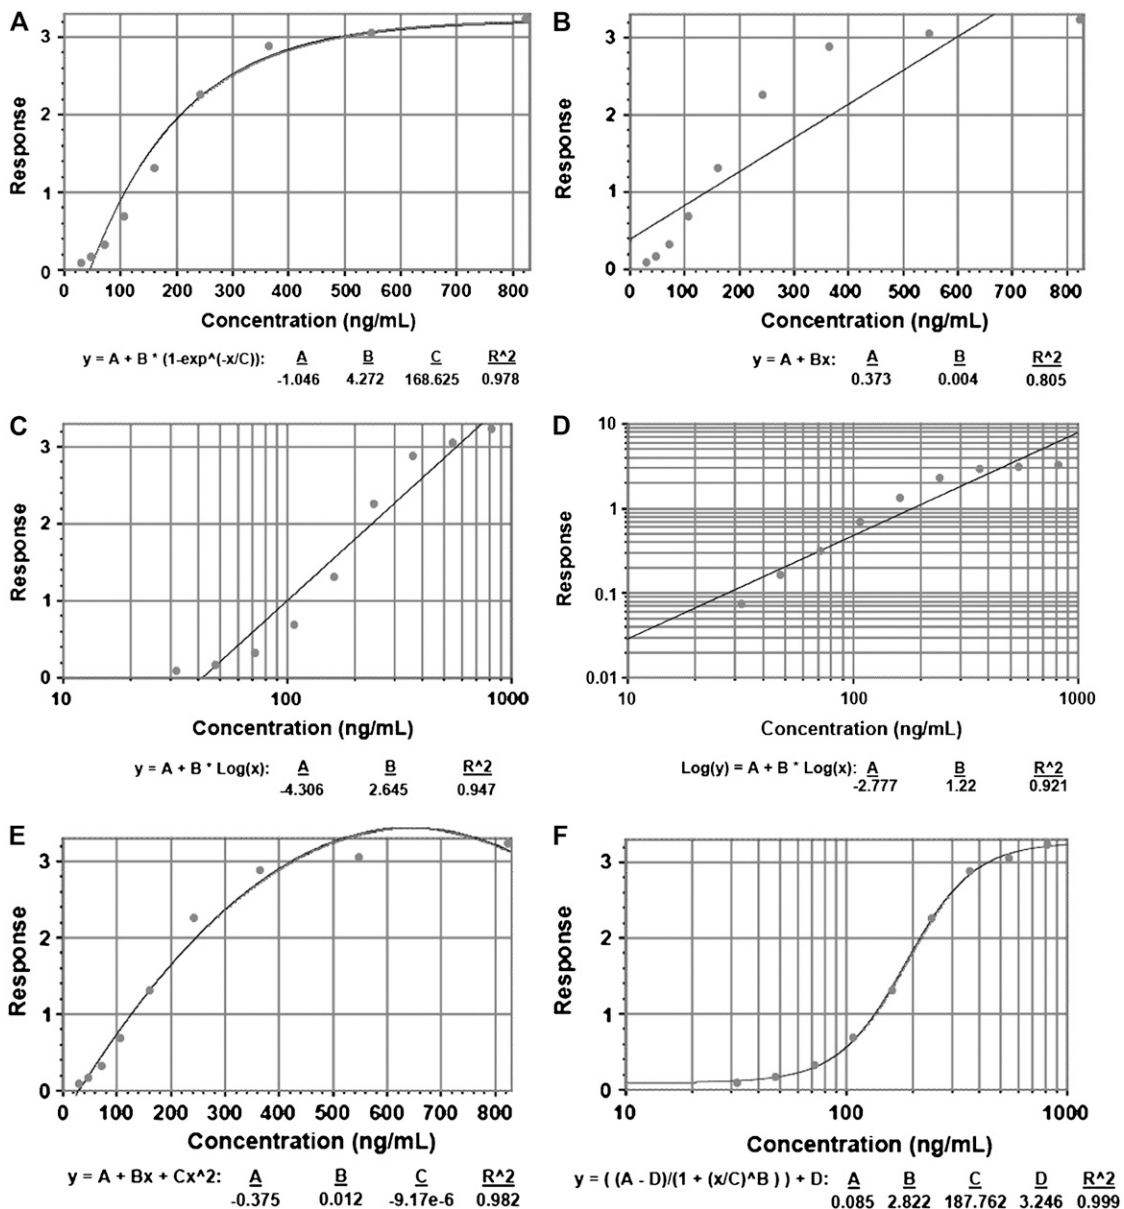 A
B
3
2
1
0
Response
0 100 200 300 400 500 600 700 800
Concentration (ng/mL)
y = A + B * (1-exp^(-x/C)): A B C R^2
-1.046 4.272 168.625 0.978
3
2
1
0
Response
0 100 200 300 400 500 600 700 800
Concentration (ng/mL)
y = A + Bx: A B R^2
0.373 0.004 0.805
C
D
3
2
1
0
Response
10 100 1000
Concentration (ng/mL)
y = A + B * Log(x): A B R^2
-4.306 2.645 0.947
10
1
0.1
0.01
Response
10 100 1000
Concentration (ng/mL)
Log(y) = A + B * Log(x): A B R^2
-2.777 1.22 0.921
E
F
3
2
1
0
Response
0 100 200 300 400 500 600 700 800
Concentration (ng/mL)
y = A + Bx + Cx^2: A B C R^2
-0.375 0.012 -9.17e-6 0.982
3
2
1
0
Response
10 100 1000
Concentration (ng/mL)
y = ( (A - D)/(1 + (x/C)^B ) ) + D: A B C D R^2
0.085 2.822 187.762 3.246 0.999